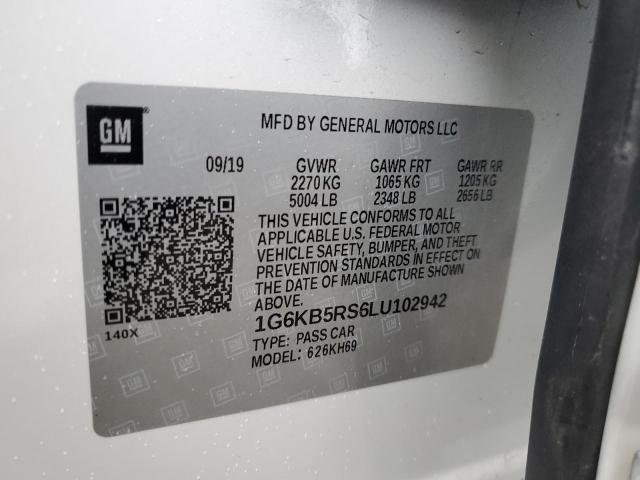 GM
MFD BY GENERAL MOTORS LLC
09/19 GVWR GAWR FRT GAWR RR
2270 KG 1065 KG 1205 KG
5004 LB 2348 LB 2656 LB
THIS VEHICLE CONFORMS TO ALL
APPLICABLE U.S. FEDERAL MOTOR
VEHICLE SAFETY, BUMPER, AND THEFT
PREVENTION STANDARDS IN EFFECT ON
THE DATE OF MANUFACTURE SHOWN
ABOVE.
1G6KB5RS6LU102942
140X
TYPE: PASS CAR
MODEL: 626KH69